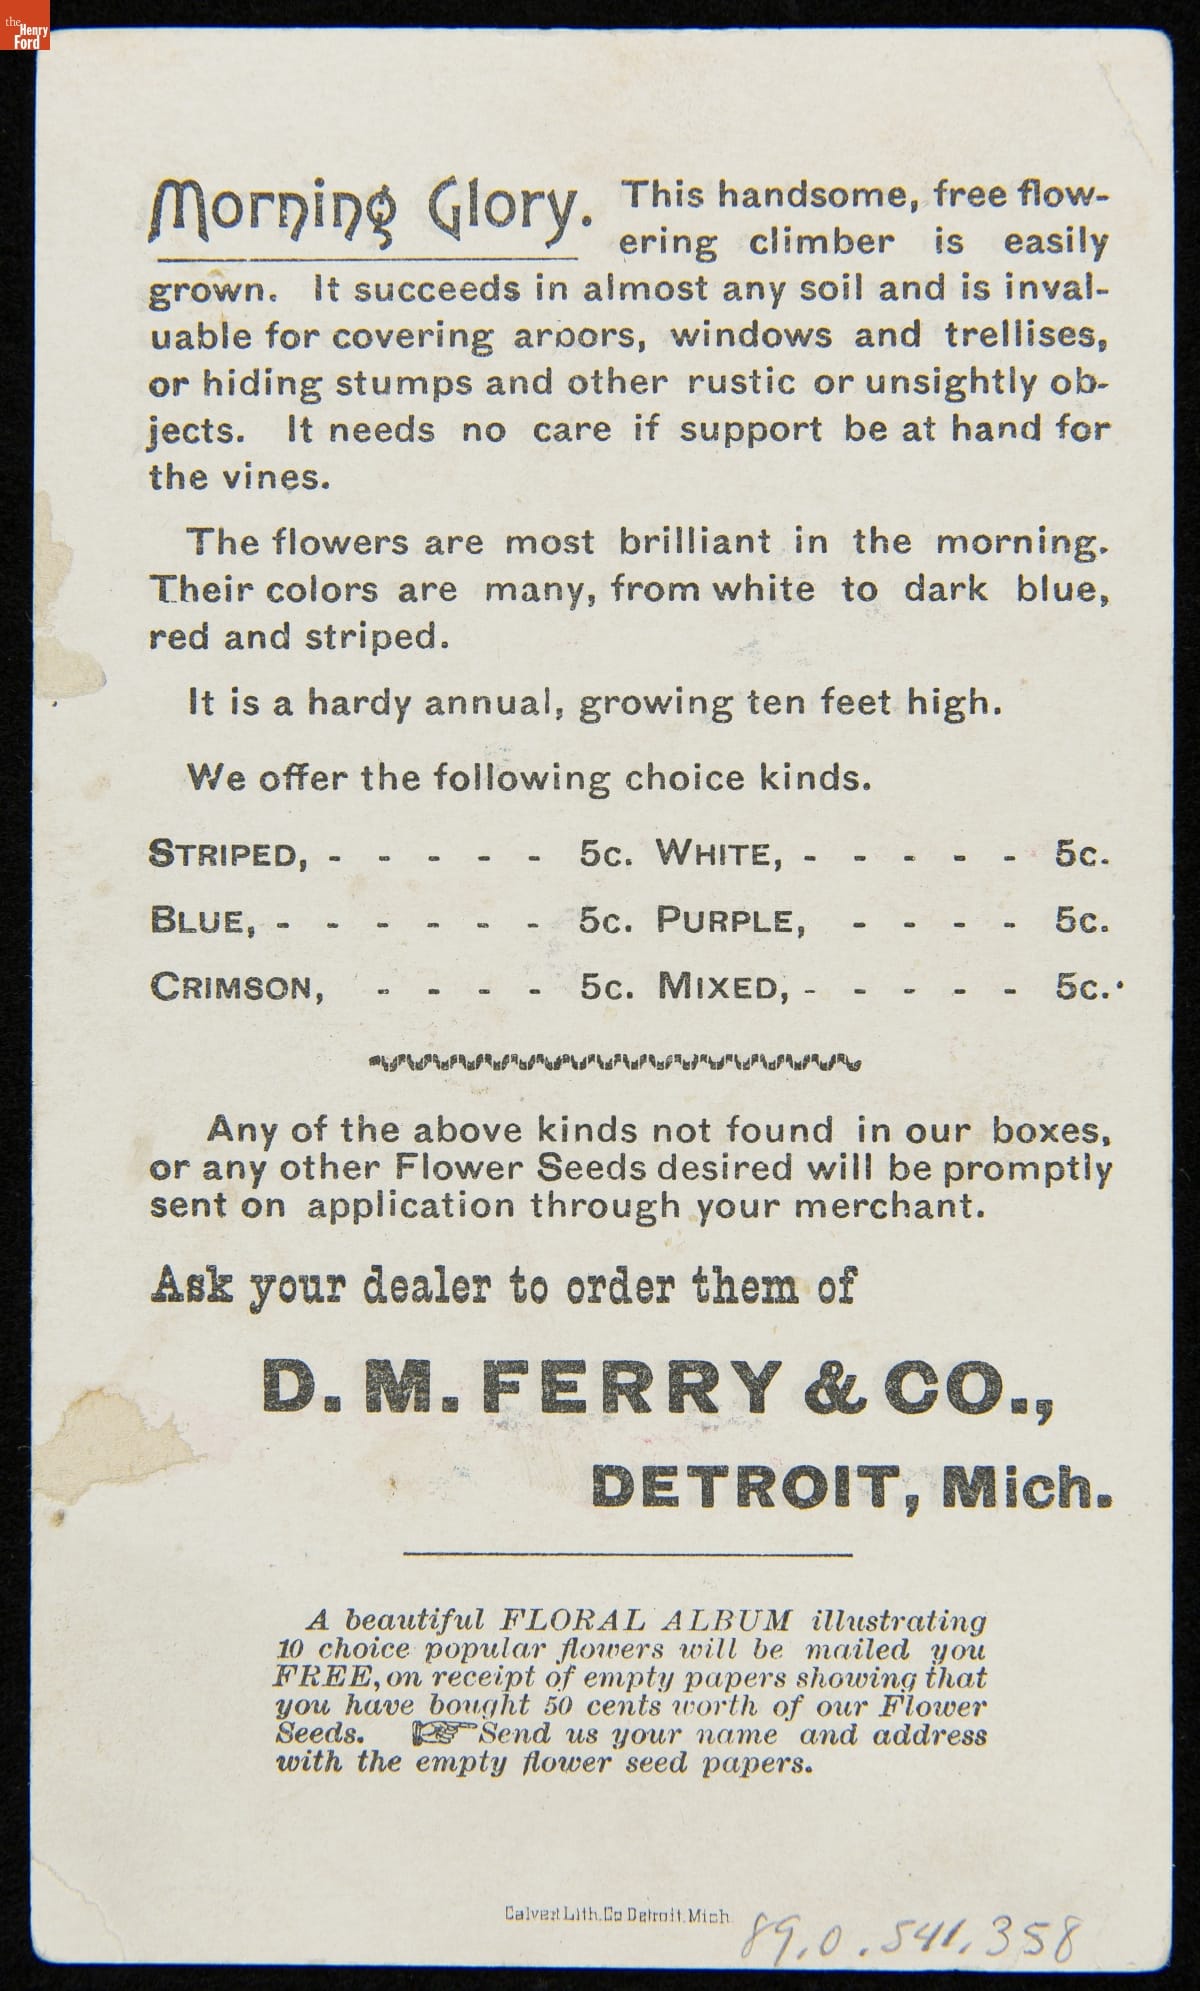 the
Henry
Ford
Morning Glory. This handsome, free flow-
ering climber is easily
grown. It succeeds in almost any soil and is inval-
uable for covering arbors, windows and trellises,
or hiding stumps and other rustic or unsightly ob-
jects. It needs no care if support be at hand for
the vines.
The flowers are most brilliant in the morning.
Their colors are many, from white to dark blue,
red and striped.
It is a hardy annual, growing ten feet high.
We offer the following choice kinds.
STRIPED, - - - - - 5c. WHITE, - - - - - 5c.
BLUE, - - - - - - 5c. PURPLE, - - - - 5c.
CRIMSON, - - - - 5c. MIXED, - - - - - 5c.
Any of the above kinds not found in our boxes,
or any other Flower Seeds desired will be promptly
sent on application through your merchant.
Ask your dealer to order them of
D. M. FERRY & CO.,
DETROIT, Mich.
A beautiful FLORAL ALBUM illustrating
10 choice popular flowers will be mailed you
FREE, on receipt of empty papers showing that
you have bought 50 cents worth of our Flower
Seeds. ☞ Send us your name and address
with the empty flower seed papers.
Calvert Lith. Co Detroit. Mich
89.0.541.358